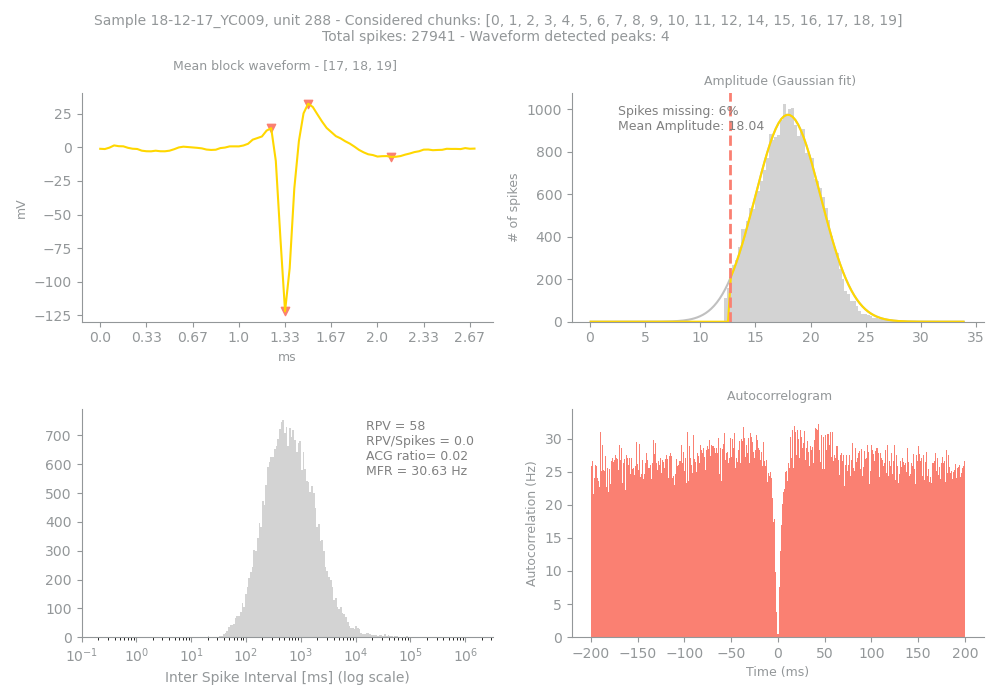 Sample 18-12-17_YC009, unit 288 - Considered chunks: [0, 1, 2, 3, 4, 5, 6, 7, 8, 9, 10, 11, 12, 14, 15, 16, 17, 18, 19]
Total spikes: 27941 - Waveform detected peaks: 4
Mean block waveform - [17, 18, 19]
25
0
−25
−50
−75
−100
−125
mV
0.0 0.33 0.67 1.0 1.33 1.67 2.0 2.33 2.67
ms
Amplitude (Gaussian fit)
Spikes missing: 6%
Mean Amplitude: 18.04
1000
800
600
400
200
0
# of spikes
0 5 10 15 20 25 30 35
RPV = 58
RPV/Spikes = 0.0
ACG ratio= 0.02
MFR = 30.63 Hz
700
600
500
400
300
200
100
0
10⁻¹ 10⁰ 10¹ 10² 10³ 10⁴ 10⁵ 10⁶
Inter Spike Interval [ms] (log scale)
Autocorrelogram
30
25
20
15
10
5
0
Autocorrelation (Hz)
−200 −150 −100 −50 0 50 100 150 200
Time (ms)